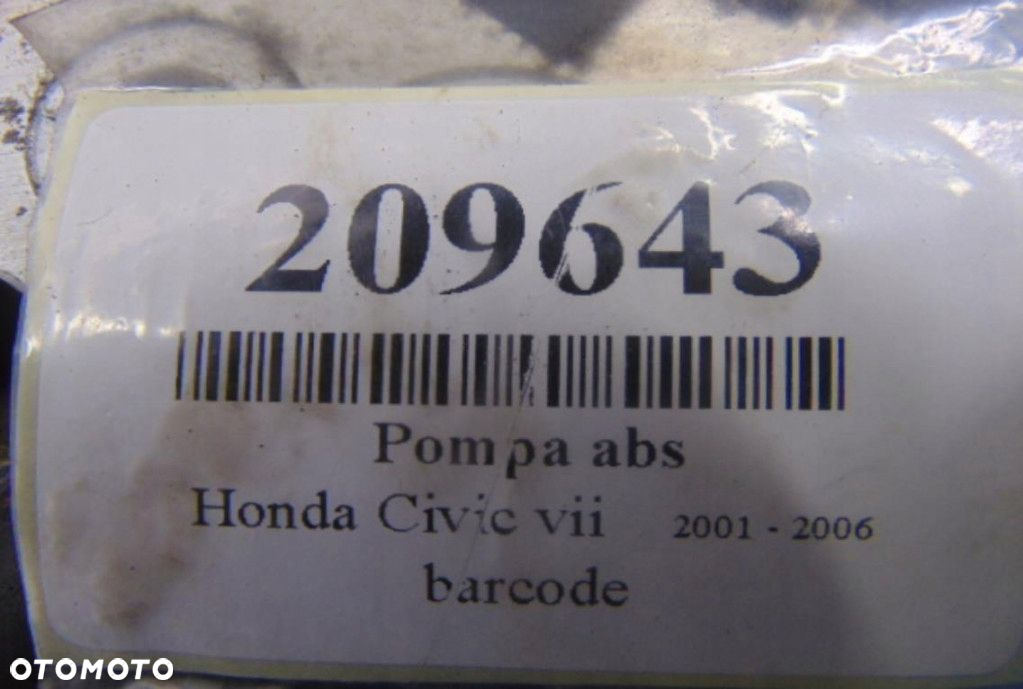 209643
Pompa abs
Honda Civic vii 2001 - 2006
barcode
OTOMOTO